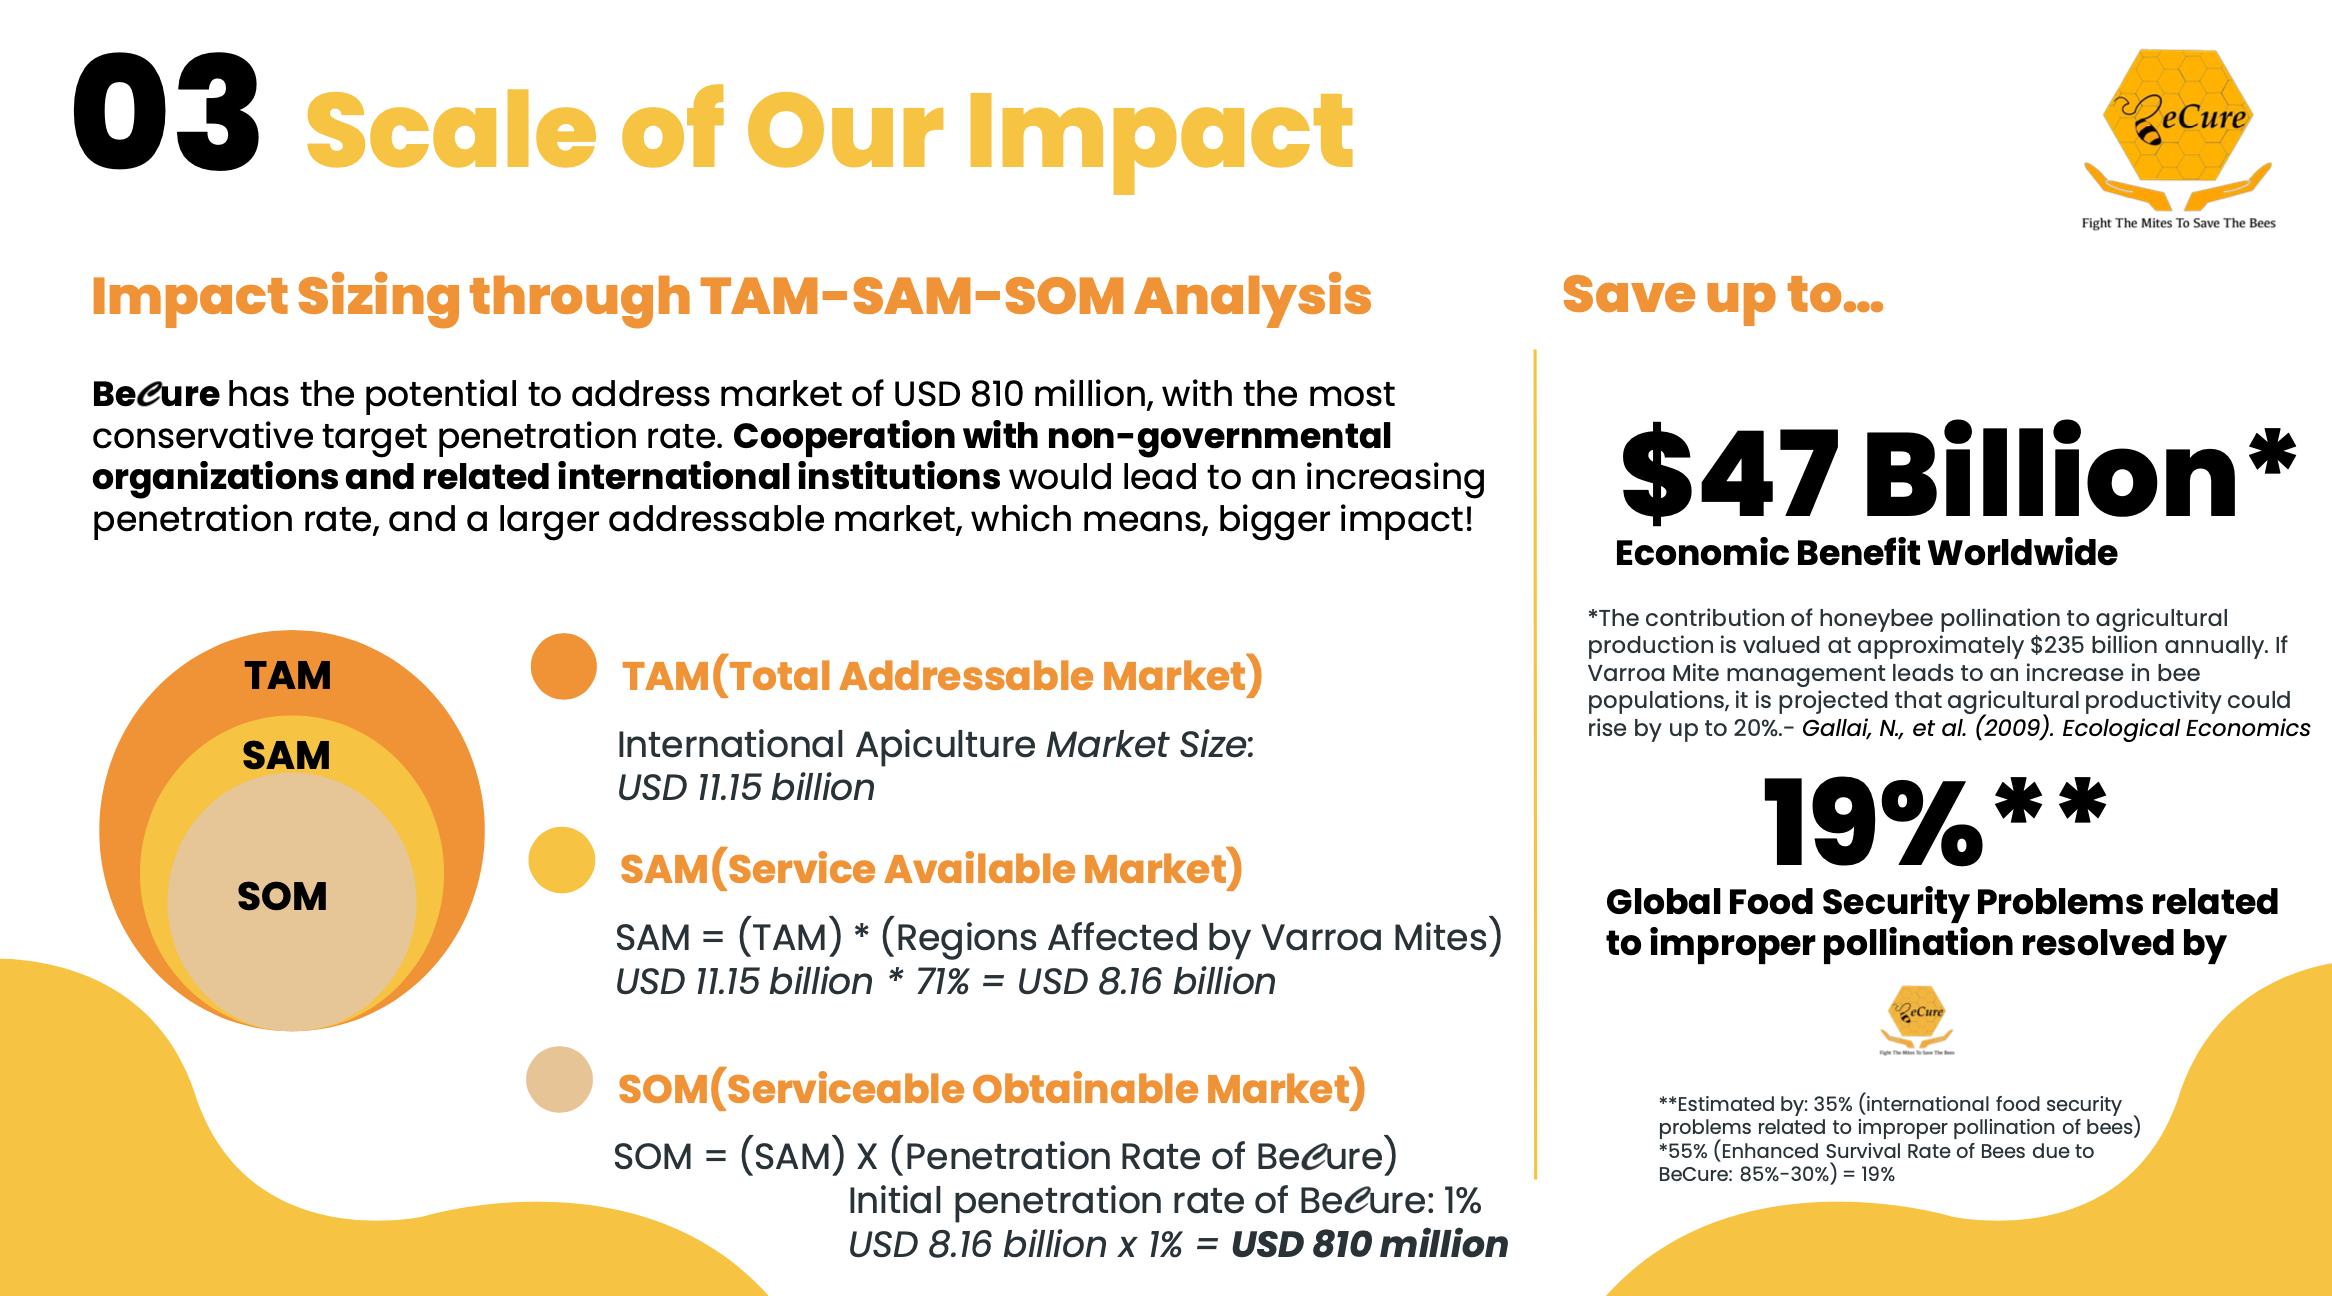 03 Scale of Our Impact
BeCure
Fight The Mites To Save The Bees
Impact Sizing through TAM-SAM-SOM Analysis
BeCure has the potential to address market of USD 810 million, with the most
conservative target penetration rate. Cooperation with non-governmental
organizations and related international institutions would lead to an increasing
penetration rate, and a larger addressable market, which means, bigger impact!
TAM
SAM
SOM
TAM(Total Addressable Market)
International Apiculture Market Size:
USD 11.15 billion
SAM(Service Available Market)
SAM = (TAM) * (Regions Affected by Varroa Mites)
USD 11.15 billion * 71% = USD 8.16 billion
SOM(Serviceable Obtainable Market)
SOM = (SAM) X (Penetration Rate of BeCure)
Initial penetration rate of BeCure: 1%
USD 8.16 billion x 1% = USD 810 million
Save up to...
$47 Billion*
Economic Benefit Worldwide
*The contribution of honeybee pollination to agricultural
production is valued at approximately $235 billion annually. If
Varroa Mite management leads to an increase in bee
populations, it is projected that agricultural productivity could
rise by up to 20%.- Gallai, N., et al. (2009). Ecological Economics
19%**
Global Food Security Problems related
to improper pollination resolved by
BeCure
Fight The Mites To Save The Bees
**Estimated by: 35% (international food security
problems related to improper pollination of bees)
*55% (Enhanced Survival Rate of Bees due to
BeCure: 85%-30%) = 19%